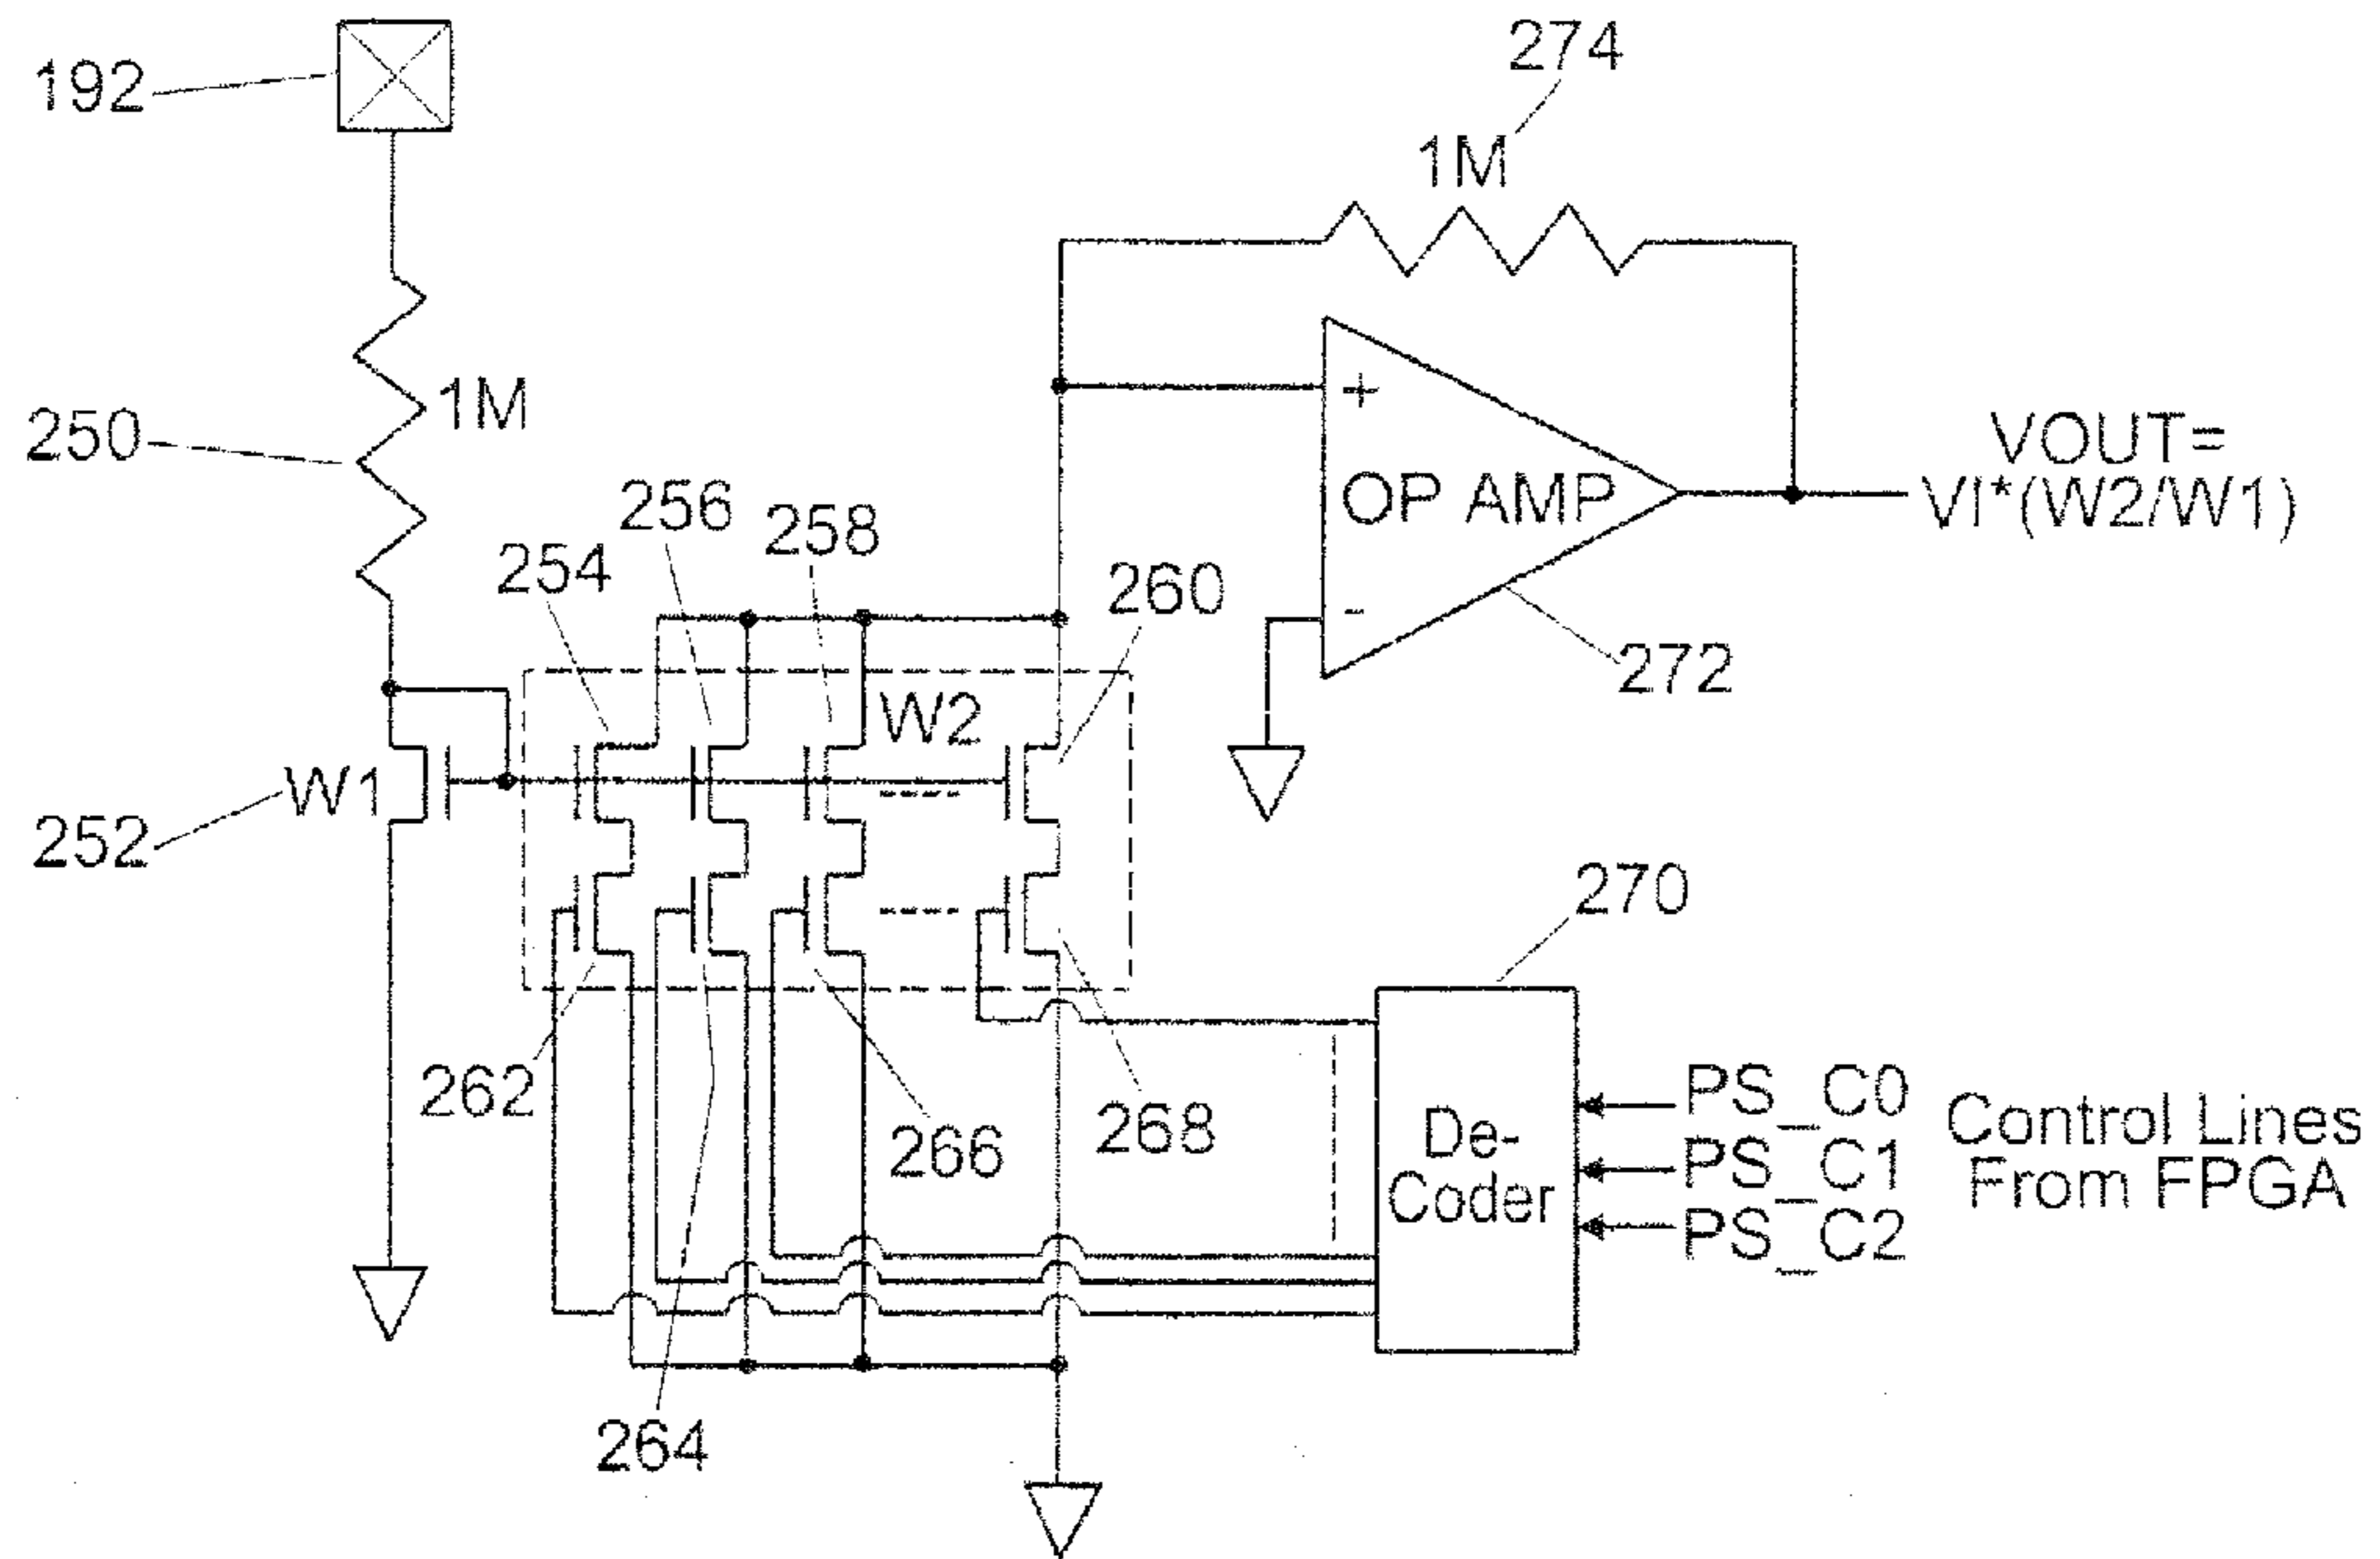 192
274
1M
1M
250
VOUT=
VI*(W2/W1)
+
OP AMP
-
256
258
254
260
272
W2
W1
252
270
262
266
268
264
De-
Coder
PS_C0
PS_C1
PS_C2
Control Lines
From FPGA